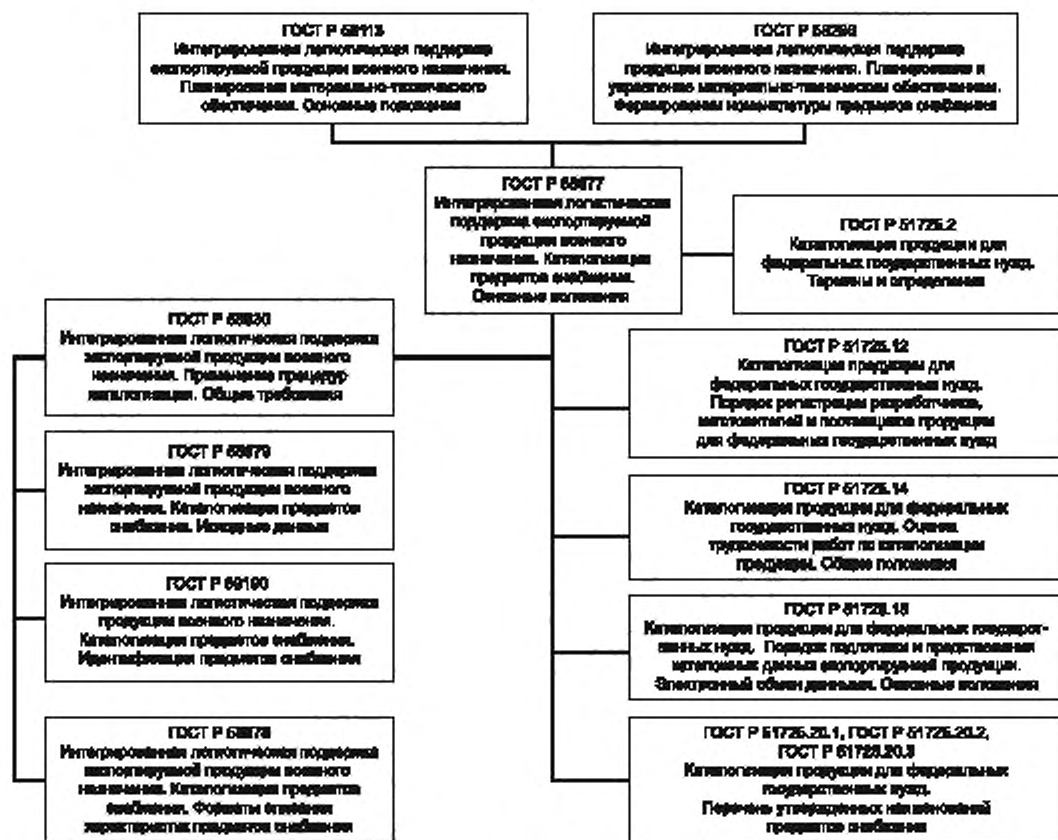 ГОСТ Р 56113
Интегрированная логистическая поддержка
экспортируемой продукции военного назначения.
Планирование материально-технического
обеспечения. Основные положения
ГОСТ Р
Интегрированная логистическая поддержка
продукции военного назначения. Планирование и
управление материально-техническим обеспечением.
Формирование номенклатуры предметов снабжения
ГОСТ Р
Интегрированная логистическая
поддержка экспортируемой
продукции военного
назначения. Каталогизация
предметов снабжения.
Основные положения
ГОСТ Р 51725.2
Каталогизация продукции для
федеральных государственных нужд.
Термины и определения
ГОСТ Р
Интегрированная логистическая поддержка
экспортируемой продукции военного
назначения. Применение процедур
каталогизации. Общие требования
ГОСТ Р 51725.12
Каталогизация продукции для
федеральных государственных нужд.
Порядок регистрации разработчиков,
изготовителей и поставщиков продукции
для федеральных государственных нужд
ГОСТ Р
Интегрированная логистическая поддержка
экспортируемой продукции военного
назначения. Каталогизация предметов
снабжения. Исходные данные
ГОСТ Р 51725.14
Каталогизация продукции для федеральных
государственных нужд. Оценка
трудоемкости работ по каталогизации
продукции. Общие положения
ГОСТ Р 59190
Интегрированная логистическая поддержка
продукции военного назначения.
Каталогизация предметов снабжения.
Идентификация предметов снабжения
ГОСТ Р
Каталогизация продукции для федеральных государст-
венных нужд. Порядок подготовки и представления
каталожных данных экспортируемой продукции.
Электронный обмен данными. Основные положения
ГОСТ Р
Интегрированная логистическая поддержка
экспортируемой продукции военного
назначения. Каталогизация предметов
снабжения. Форматы описания
характеристик предметов снабжения
ГОСТ Р 51725.20.1, ГОСТ Р 51725.20.2,
ГОСТ Р 51725.20.3
Каталогизация продукции для федеральных
государственных нужд.
Перечень утвержденных наименований
предметов снабжения